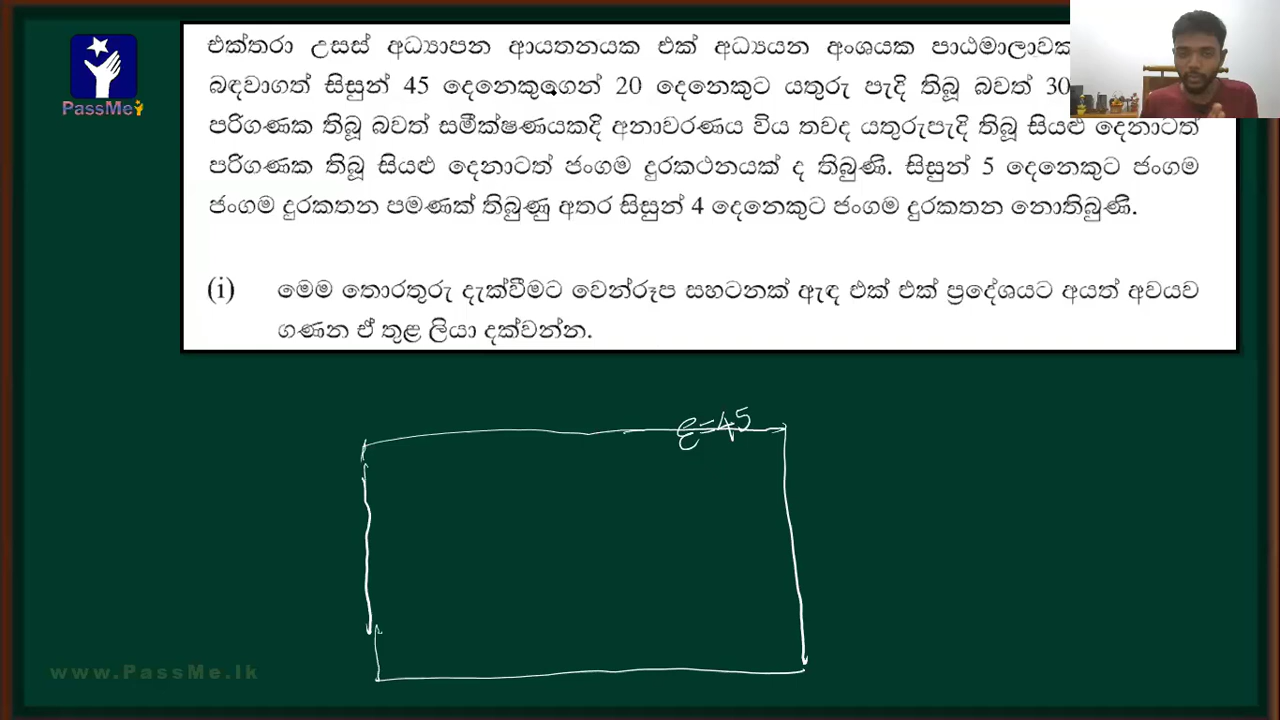 එක්තරා උසස් අධ්‍යාපන ආයතනයක එක් අධ්‍යයන අංශයක පාඨමාලාවක
බඳවාගත් සිසුන් 45 දෙනෙකුගෙන් 20 දෙනෙකුට යතුරු පැදි තිබූ බවත් 30
පරිගණක තිබූ බවත් සමීක්ෂණයකදි අනාවරණය විය තවද යතුරුපැදි තිබූ සියළු දෙනාටත්
පරිගණක තිබූ සියළු දෙනාටත් ජංගම දුරකථනයක් ද තිබුණි. සිසුන් 5 දෙනෙකුට ජංගම
ජංගම දුරකතන පමණක් තිබුණු අතර සිසුන් 4 දෙනෙකුට ජංගම දුරකතන නොතිබුණි.
(i) මෙම තොරතුරු දැක්වීමට වෙන්රූප සහටනක් ඇඳ එක් එක් ප්‍රදේශයට අයත් අවයව
ගණන ඒ තුළ ලියා දක්වන්න.
ε=45
PassMe
www.PassMe.lk